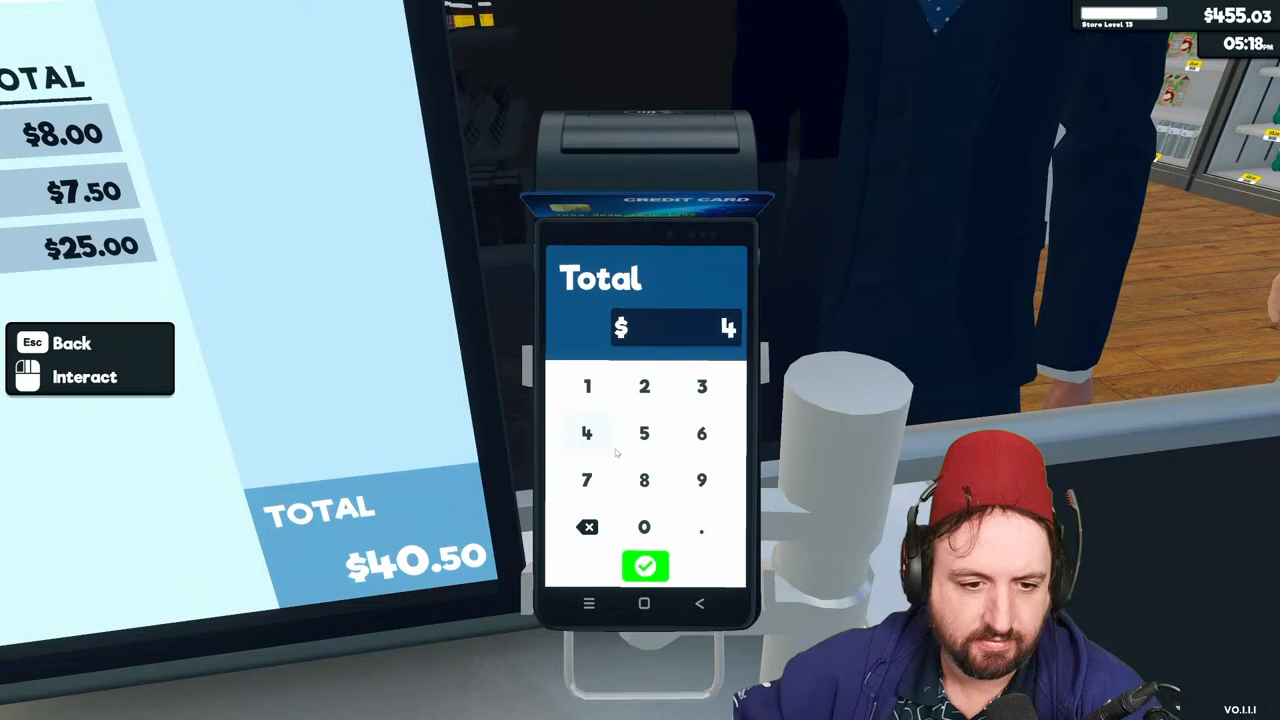 $455.03
Store Level 13
05:18PM
OTAL
$8.00
$7.50
$25.00
Esc Back
Interact
TOTAL
$40.50
CREDIT CARD
Total
$ 4
1 2 3
4 5 6
7 8 9
0 .
V0.1.1.1